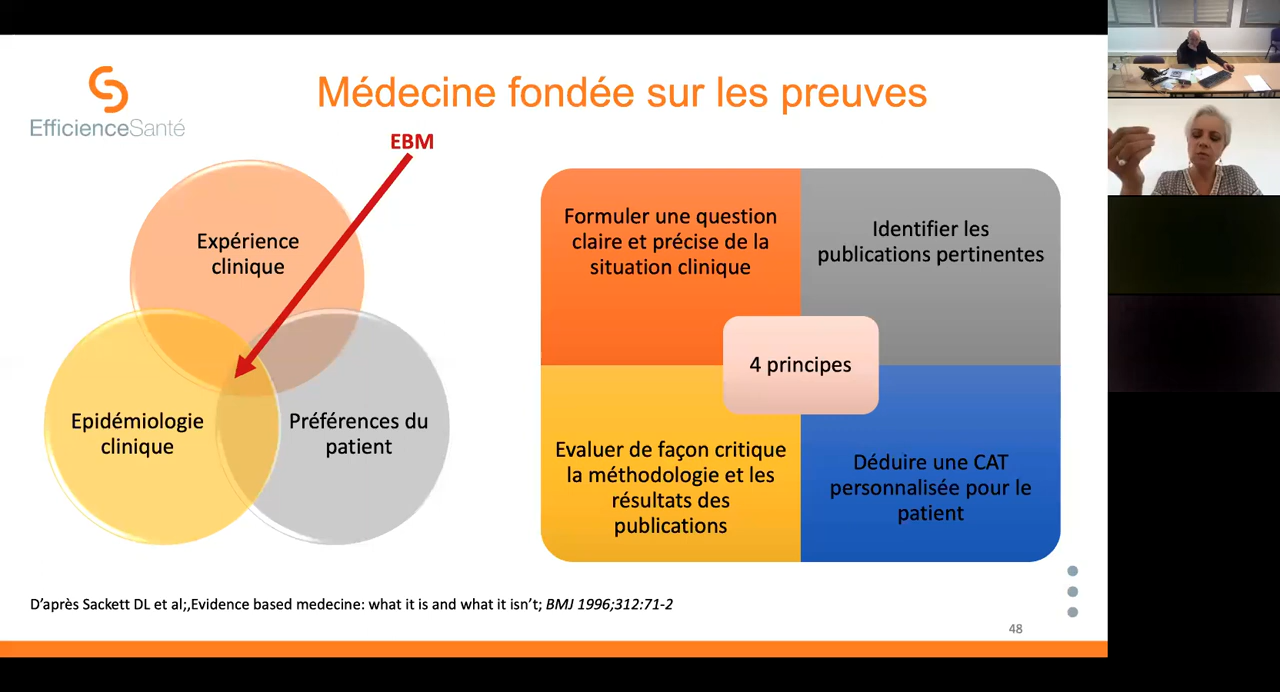 Médecine fondée sur les preuves
EfficienceSanté
EBM
Expérience
clinique
Epidémiologie
clinique
Préférences du
patient
Formuler une question
claire et précise de la
situation clinique
Identifier les
publications pertinentes
4 principes
Evaluer de façon critique
la méthodologie et les
résultats des
publications
Déduire une CAT
personnalisée pour le
patient
D'après Sackett DL et al;,Evidence based medecine: what it is and what it isn't; BMJ 1996;312:71-2
48